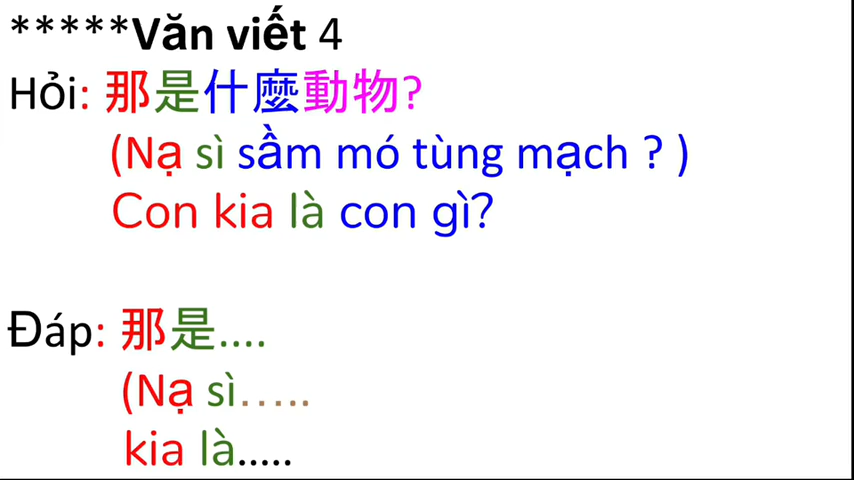 *****Văn viết 4
Hỏi: 那是什麼動物?
(Nạ sì sầm mó tùng mạch ? )
Con kia là con gì?
Đáp: 那是....
(Nạ sì.....
kia là.....